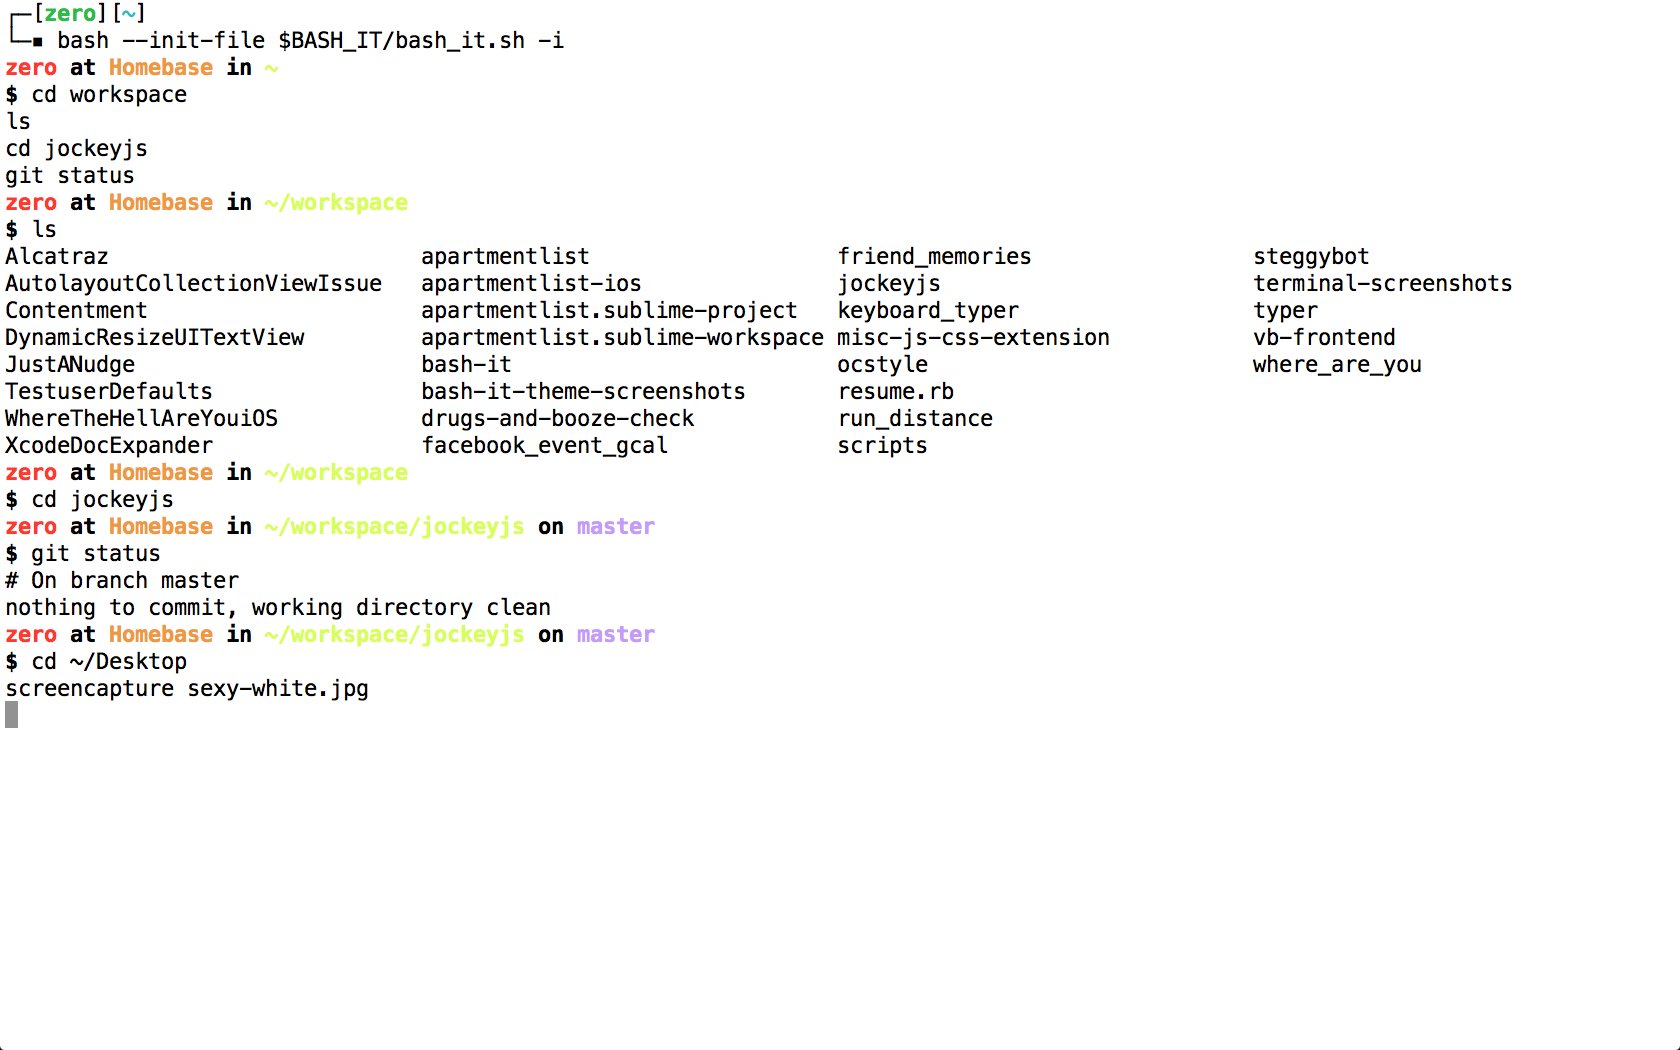 ┌─[zero][~]
└─▪ bash --init-file $BASH_IT/bash_it.sh -i
zero at Homebase in ~
$ cd workspace
ls
cd jockeyjs
git status
zero at Homebase in ~/workspace
$ ls
Alcatraz apartmentlist friend_memories steggybot
AutolayoutCollectionViewIssue apartmentlist-ios jockeyjs terminal-screenshots
Contentment apartmentlist.sublime-project keyboard_typer typer
DynamicResizeUITextView apartmentlist.sublime-workspace misc-js-css-extension vb-frontend
JustANudge bash-it ocstyle where_are_you
TestuserDefaults bash-it-theme-screenshots resume.rb
WhereTheHellAreYouiOS drugs-and-booze-check run_distance
XcodeDocExpander facebook_event_gcal scripts
zero at Homebase in ~/workspace
$ cd jockeyjs
zero at Homebase in ~/workspace/jockeyjs on master
$ git status
# On branch master
nothing to commit, working directory clean
zero at Homebase in ~/workspace/jockeyjs on master
$ cd ~/Desktop
screencapture sexy-white.jpg